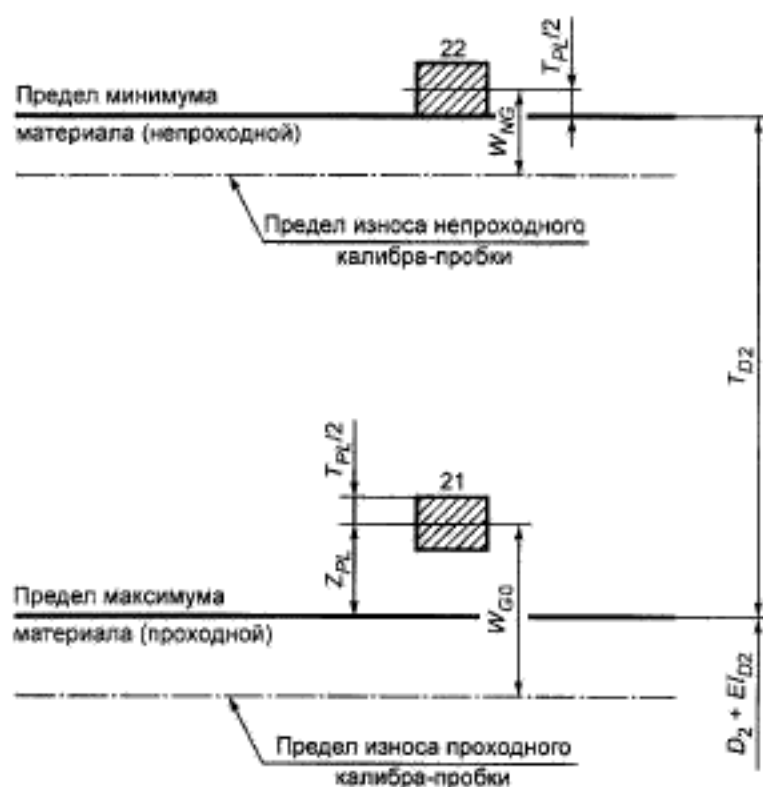 22
T_PL/2
Предел минимума
материала (непроходной)
W_NG
Предел износа непроходного
калибра-пробки
T_D2
T_PL/2
21
Z_PL
W_G0
Предел максимума
материала (проходной)
D_2 + EI_D2
Предел износа проходного
калибра-пробки